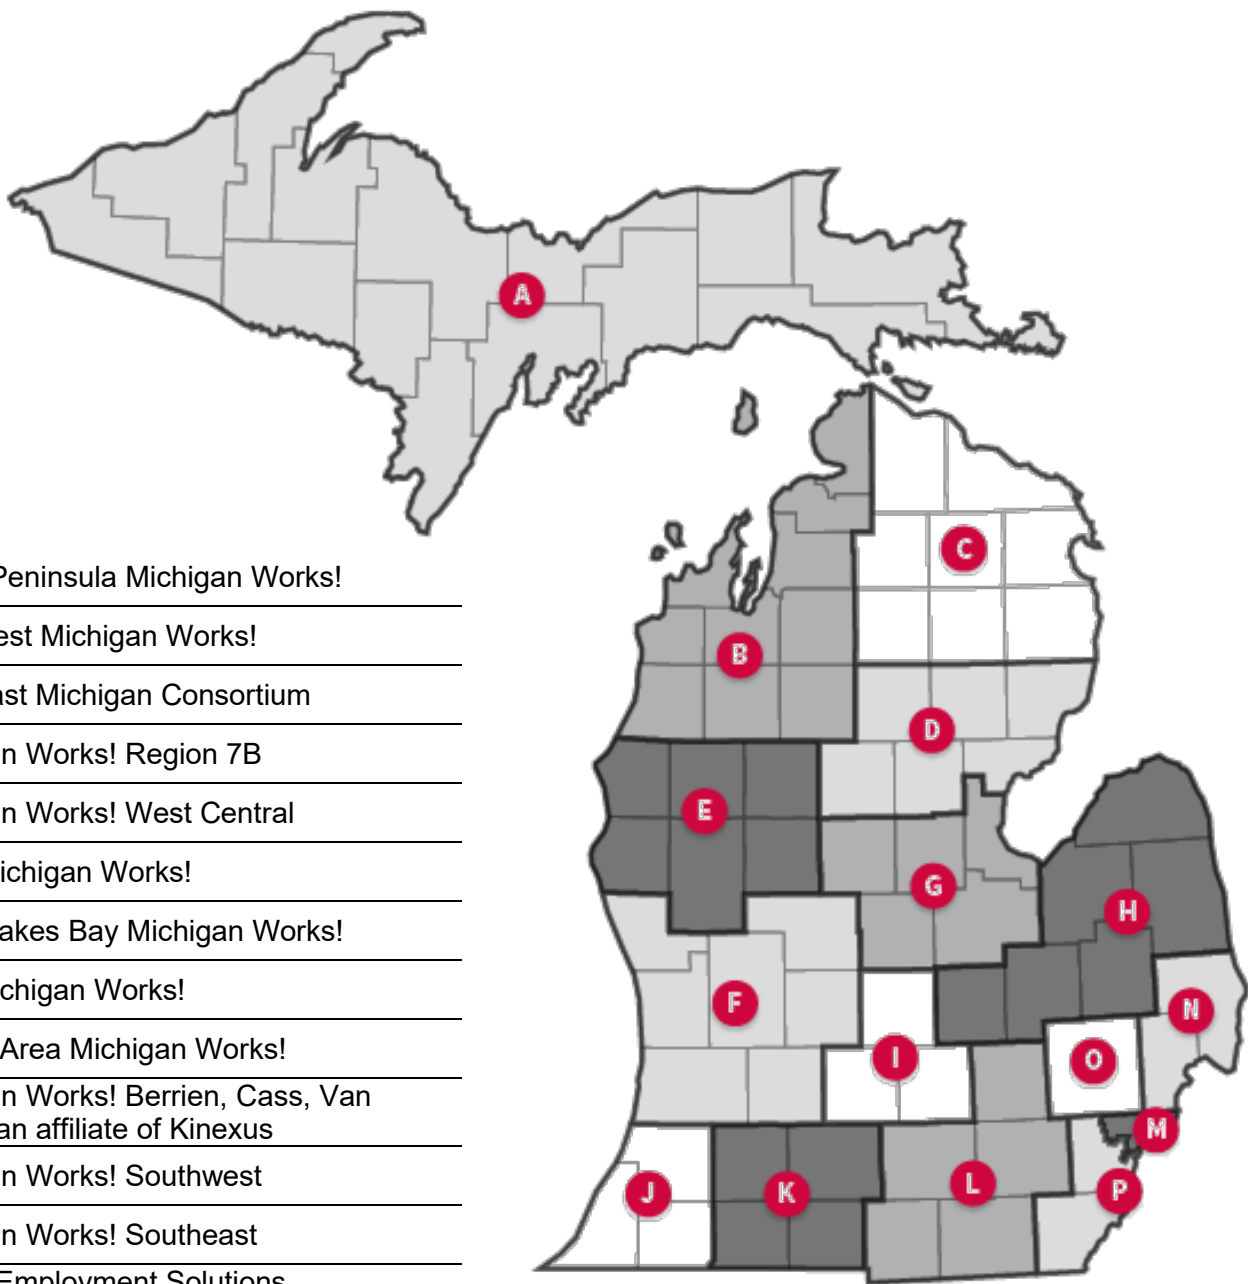 A
C
B
D
E
G
H
F
N
I
O
M
J
K
L
P
Peninsula Michigan Works!
est Michigan Works!
ast Michigan Consortium
n Works! Region 7B
n Works! West Central
ichigan Works!
akes Bay Michigan Works!
chigan Works!
Area Michigan Works!
n Works! Berrien, Cass, Van
an affiliate of Kinexus
n Works! Southwest
n Works! Southeast
Employment Solutions